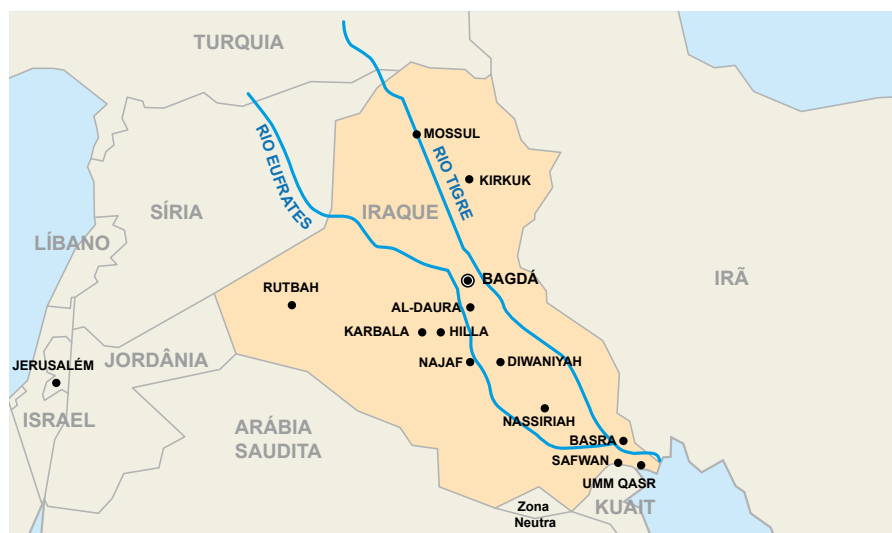 TURQUIA
MOSSUL
RIO EUFRATES
RIO TIGRE
KIRKUK
SÍRIA
IRAQUE
LÍBANO
IRÃ
BAGDÁ
RUTBAH
AL-DAURA
KARBALA
HILLA
JORDÂNIA
JERUSALÉM
NAJAF
DIWANIYAH
ISRAEL
NASSIRIAH
ARÁBIA
SAUDITA
BASRA
SAFWAN
UMM QASR
KUAIT
Zona
Neutra